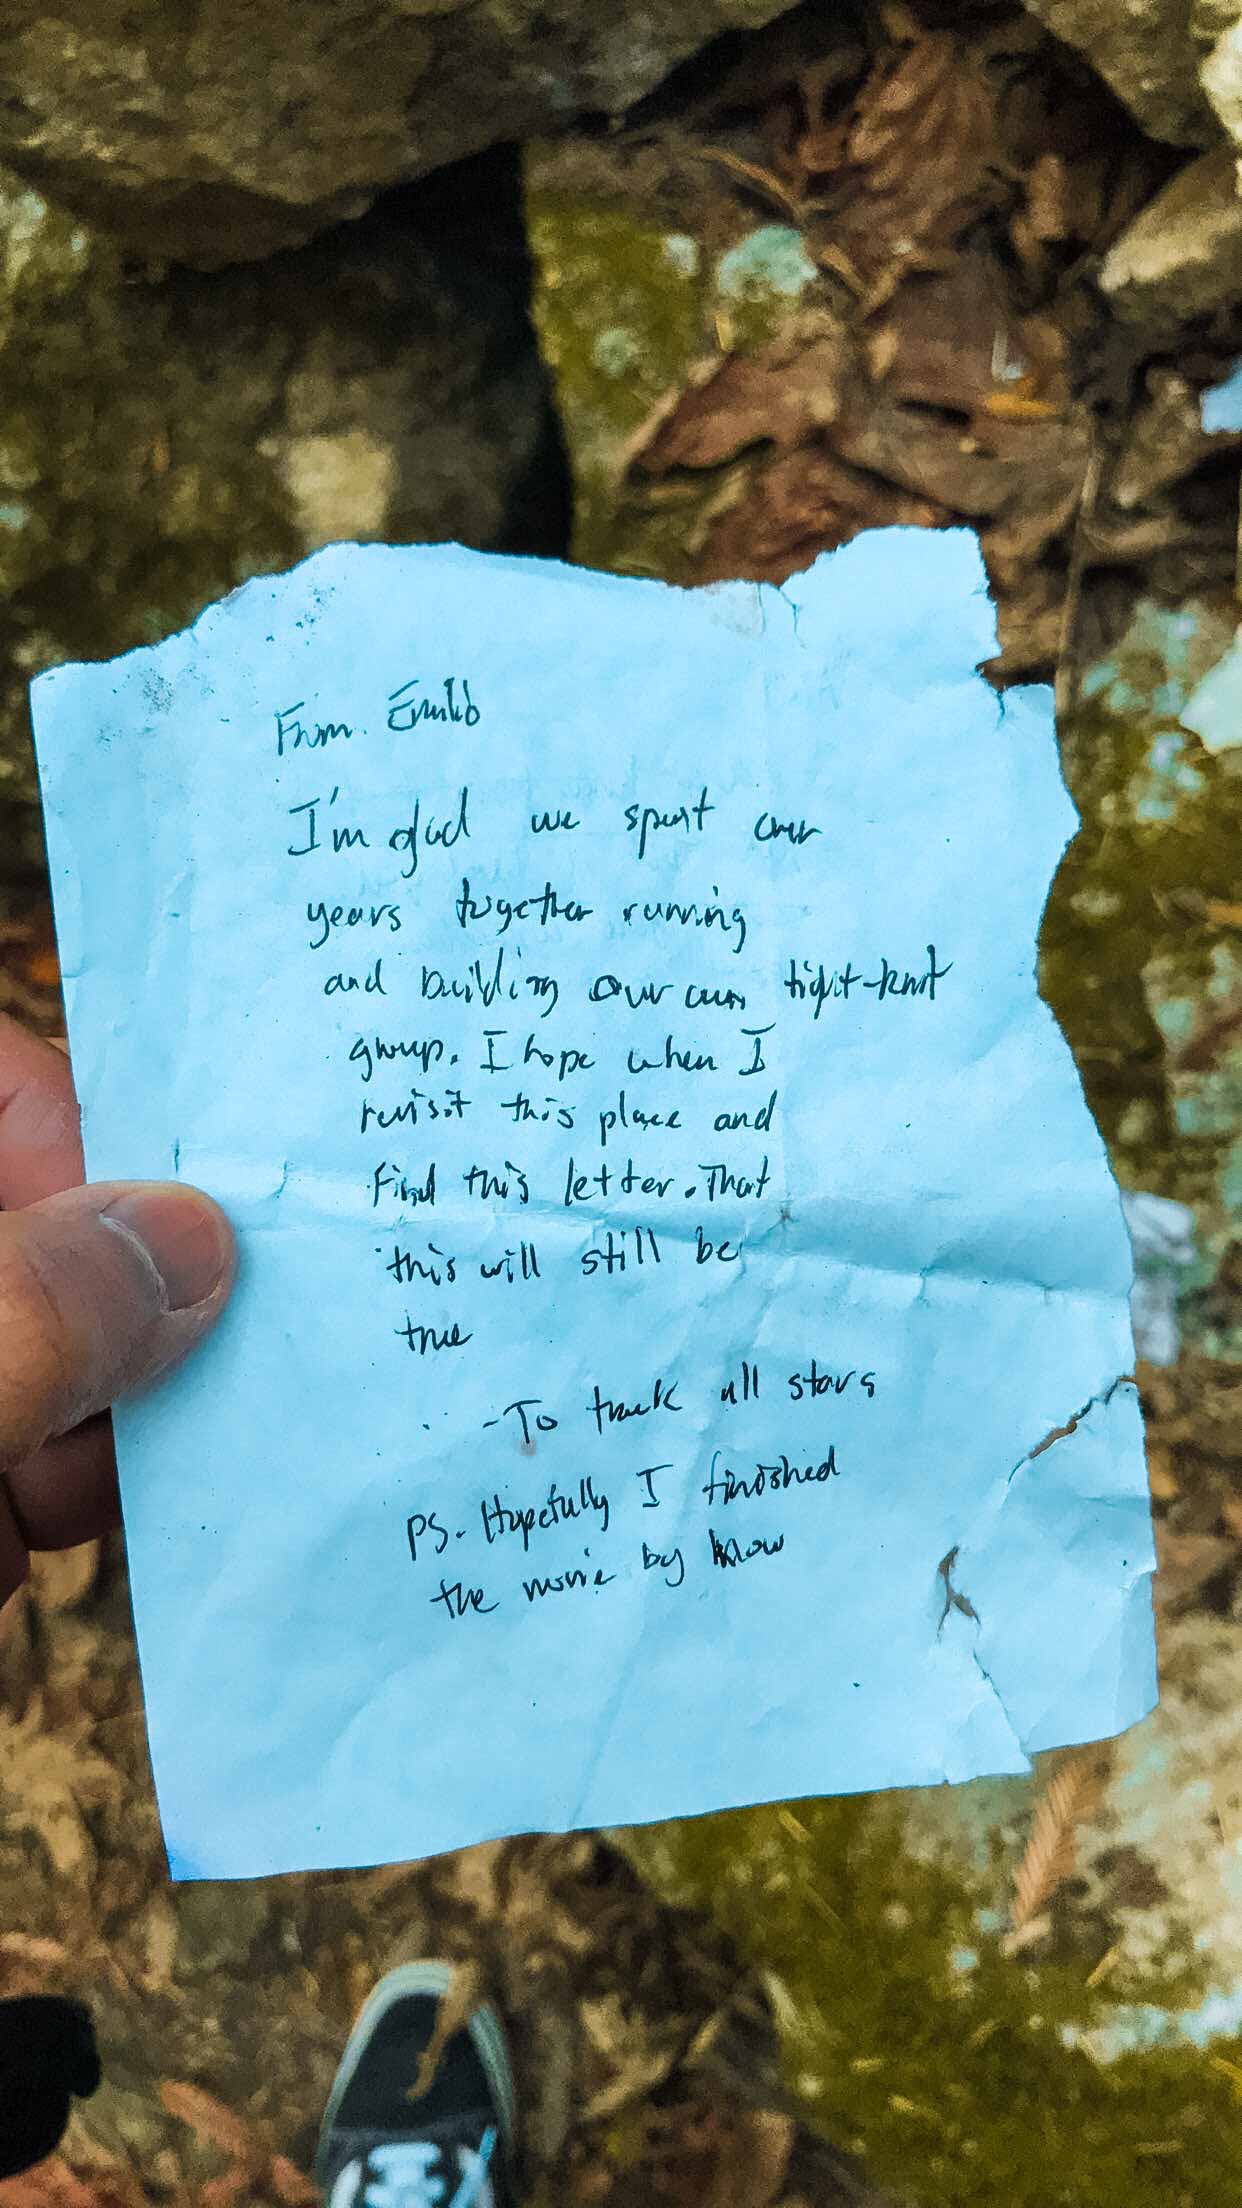 From. Emilio
I'm glad we spent our
years together running
and building our own tight-knit
group. I hope when I
revisit this place and
find this letter. That
this will still be
true
-To track all stars
PS. Hopefully I finished
the movie by know